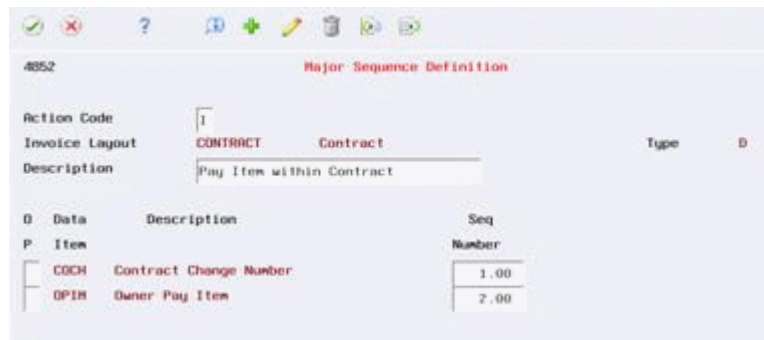 ?
4852 Major Sequence Definition
Action Code I
Invoice Layout CONTRACT Contract Type D
Description Pay Item within Contract
O Data Description Seq
P Item Number
COCH Contract Change Number 1.00
OPIM Owner Pay Item 2.00